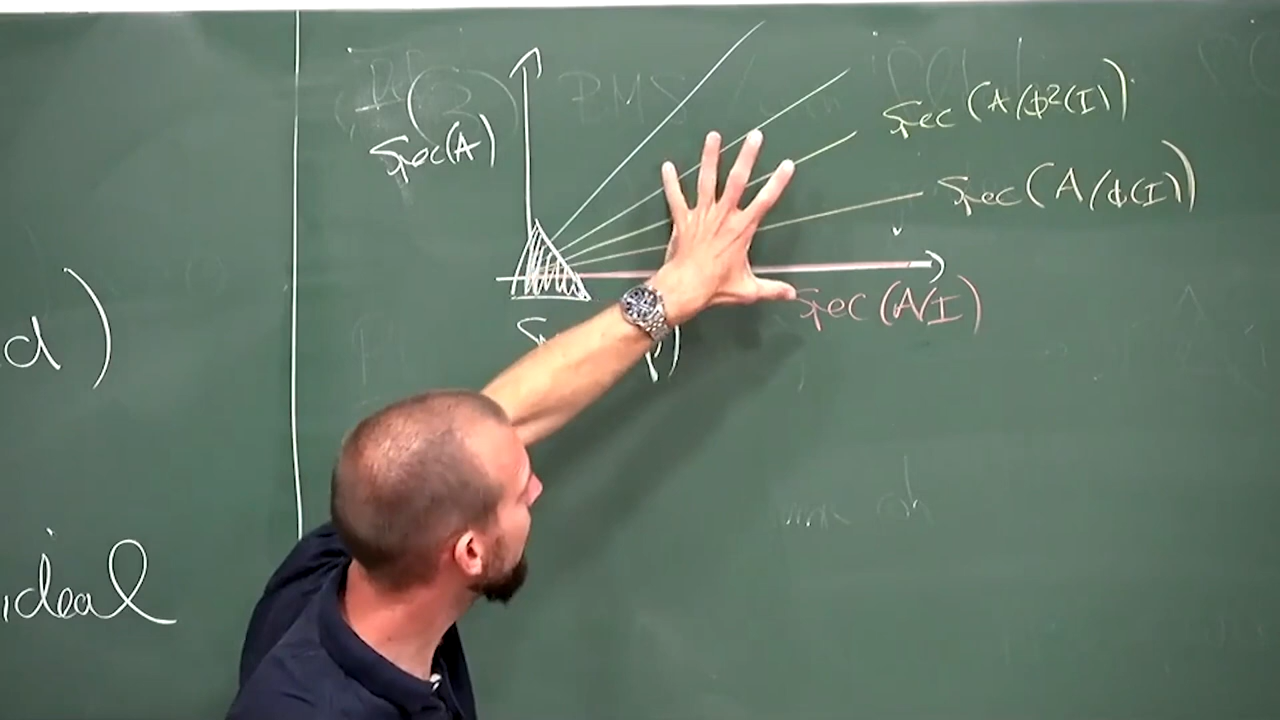 Spec(A)
Spec(A/ϕ²(I))
Spec(A/ϕ(I))
Spec(A/I)
d)
ideal